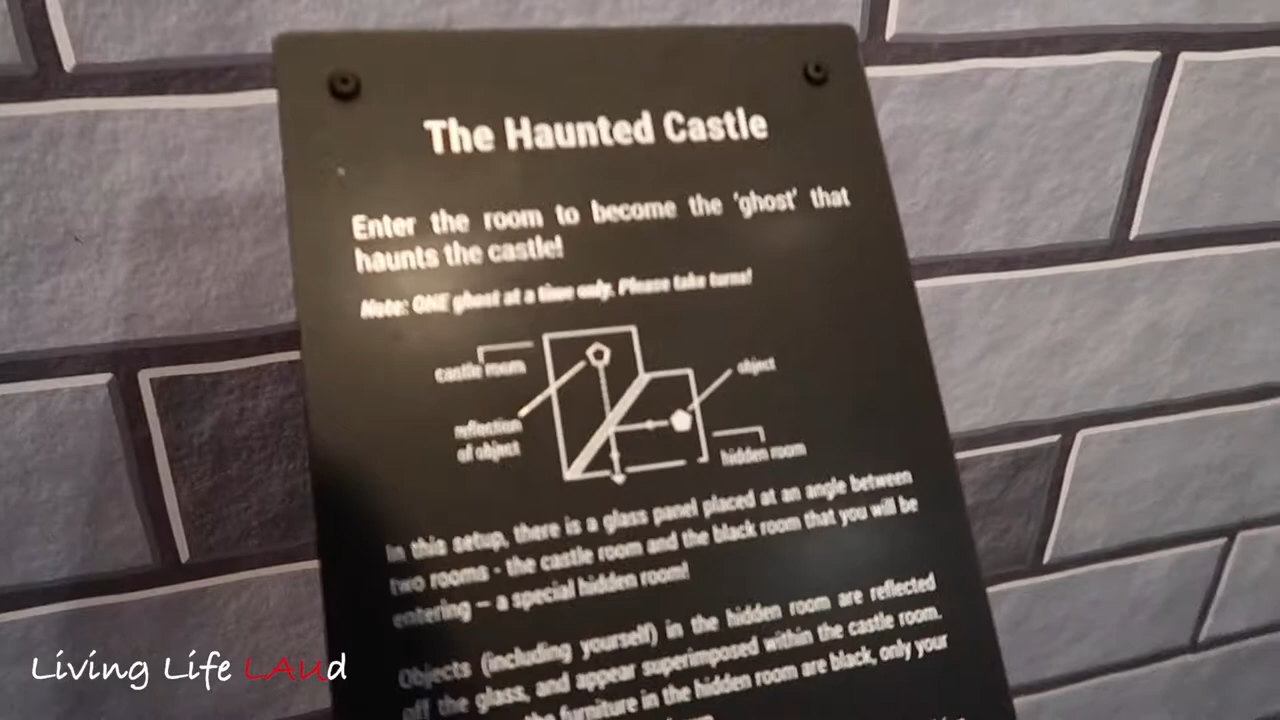 The Haunted Castle
Enter the room to become the 'ghost' that
haunts the castle!
Note: ONE ghost at a time only. Please take turns!
castle room
object
reflection
of object
hidden room
In this setup, there is a glass panel placed at an angle between
two rooms - the castle room and the black room that you will be
entering – a special hidden room!
Objects (including yourself) in the hidden room are reflected
off the glass, and appear superimposed within the castle room.
the furniture in the hidden room are black, only your
Living Life LAUd